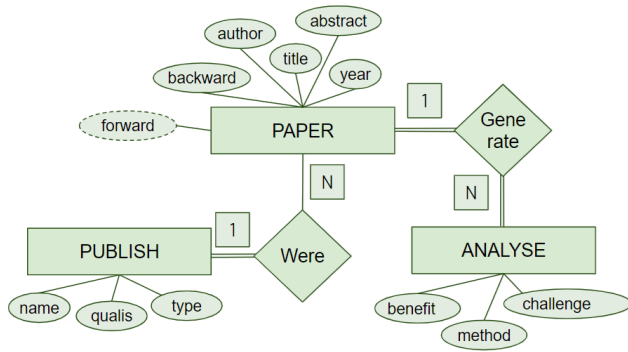 abstract
author
title
backward
year
forward
PAPER
1
Gene
rate
N
N
1
PUBLISH
Were
ANALYSE
name
qualis
type
benefit
challenge
method